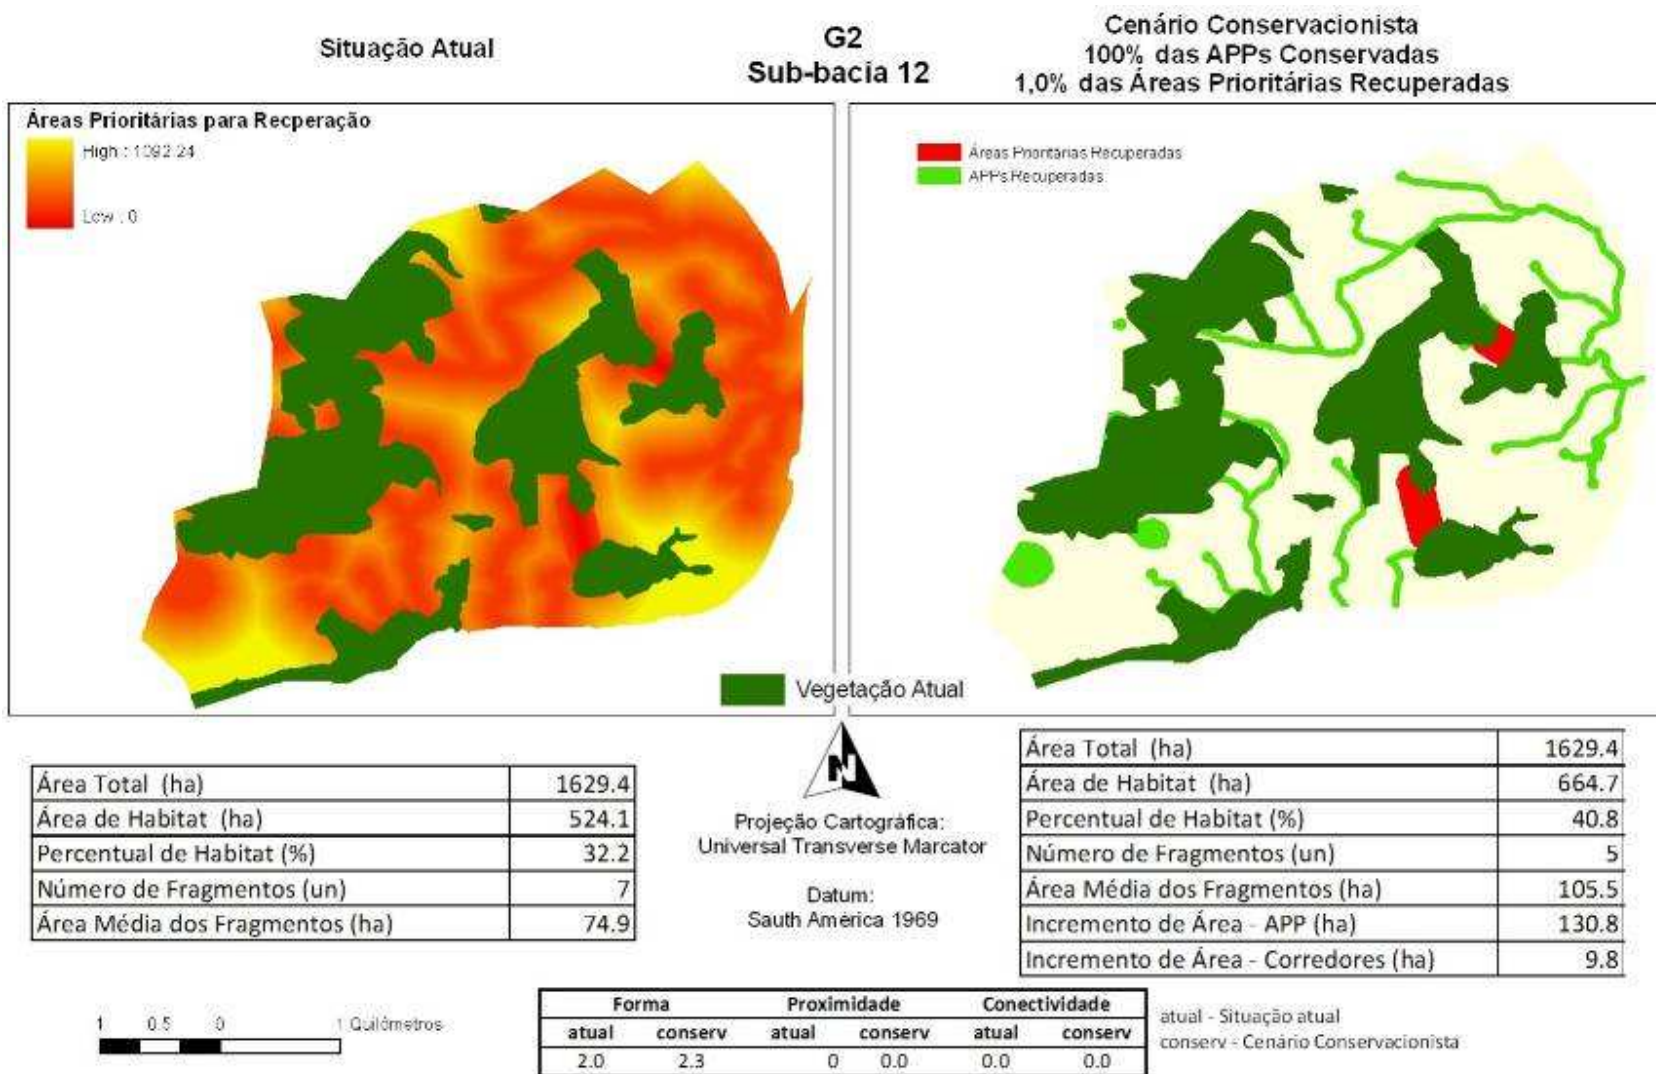 Situação Atual
G2
Sub-bacia 12
Cenário Conservacionista
100% das APPs Conservadas
1,0% das Áreas Prioritárias Recuperadas
Áreas Prioritárias para Recperação
High : 1092.24
Low : 0
Áreas Prioritárias Recuperadas
APPs Recuperadas
Vegetação Atual
Área Total (ha) 1629.4
Área de Habitat (ha) 524.1
Percentual de Habitat (%) 32.2
Número de Fragmentos (un) 7
Área Média dos Fragmentos (ha) 74.9
N
Projeção Cartográfica:
Universal Transverse Marcator
Datum:
Sauth America 1969
Área Total (ha) 1629.4
Área de Habitat (ha) 664.7
Percentual de Habitat (%) 40.8
Número de Fragmentos (un) 5
Área Média dos Fragmentos (ha) 105.5
Incremento de Área - APP (ha) 130.8
Incremento de Área - Corredores (ha) 9.8
1 0.5 0 1 Quilômetros
Forma Proximidade Conectividade
atual conserv atual conserv atual conserv
2.0 2.3 0 0.0 0.0 0.0
atual - Situação atual
conserv - Cenário Conservacionista